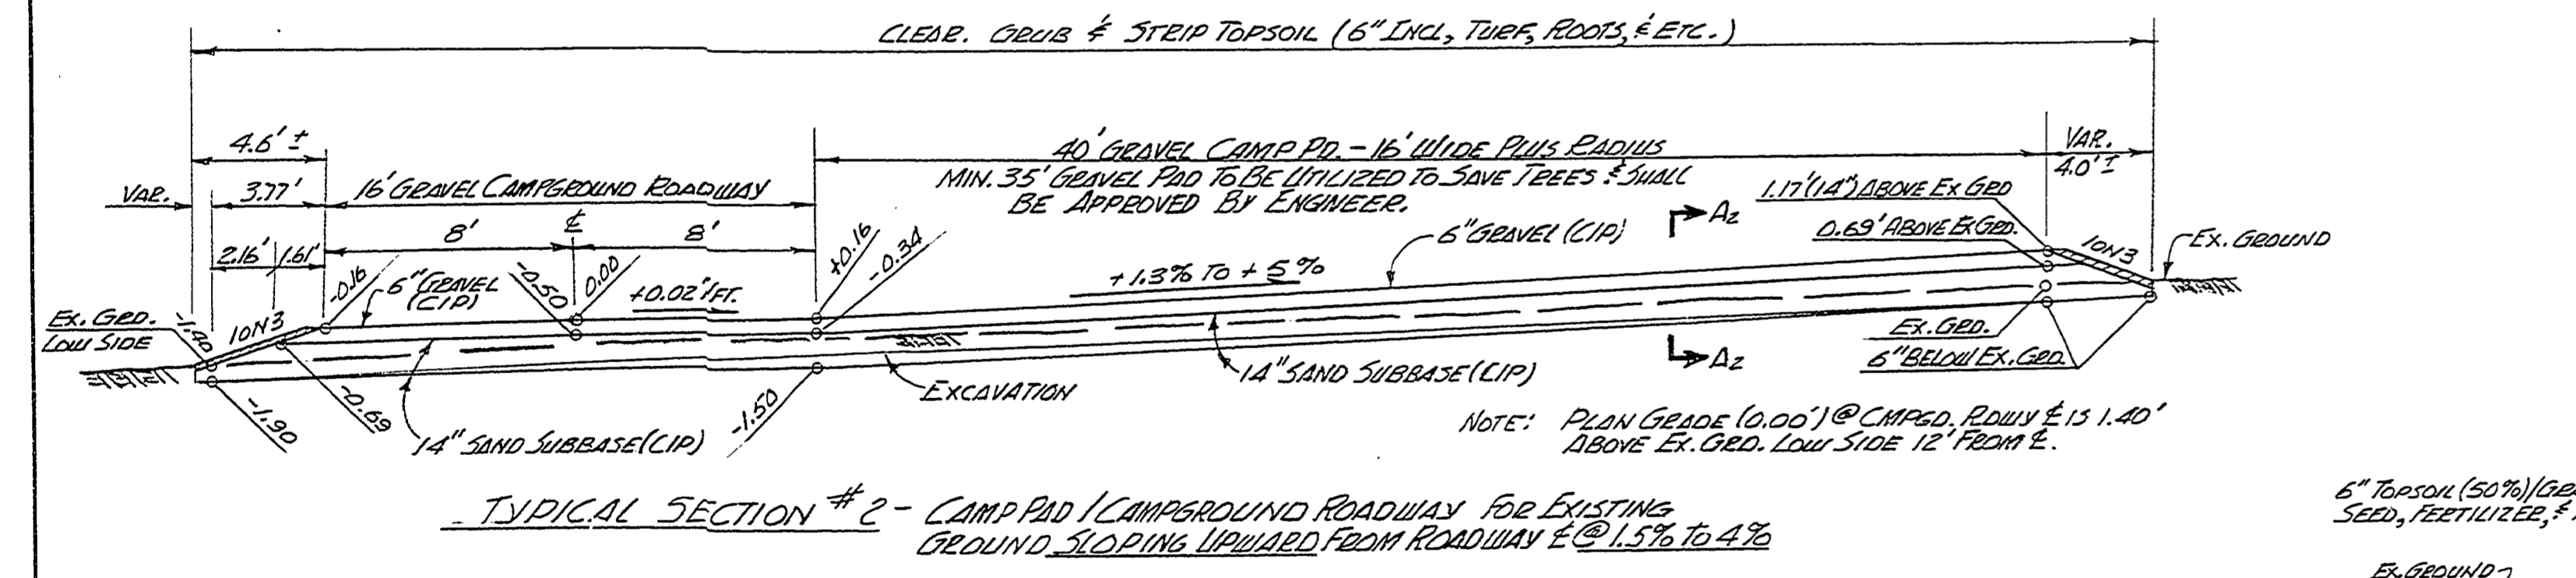 CLEAR. GRUB & STRIP TOPSOIL (6" INCL, TURF, ROOTS, & ETC.)
4.6' ±
40' GRAVEL CAMP PD. - 16' WIDE PLUS RADIUS
VAR.
4.0' ±
MIN. 35' GRAVEL PAD TO BE UTILIZED TO SAVE TREES & SHALL
BE APPROVED BY ENGINEER.
VAR.
3.77'
16' GRAVEL CAMPGROUND ROADWAY
1.17' (14") ABOVE EX GRD
A2
0.69' ABOVE EX GRD.
℄
8'
8'
2.16'
1.61'
6" GRAVEL (CIP)
10N3
EX. GROUND
-0.16
6" GRAVEL
(CIP)
-0.50
0.00
+0.02'/FT.
+0.16
-0.34
+1.3% TO + 5%
EX. GRD.
LOW SIDE
-1.40
10N3
EX. GRD.
6" BELOW EX. GRD.
A2
-1.90
-0.69
14" SAND SUBBASE (CIP)
-1.50
EXCAVATION
14" SAND SUBBASE (CIP)
NOTE: PLAN GRADE (0.00') @ CMPGD. RDWY ℄ IS 1.40'
ABOVE EX. GRD. LOW SIDE 12' FROM ℄.
TYPICAL SECTION #2 - CAMP PAD / CAMPGROUND ROADWAY FOR EXISTING
GROUND SLOPING UPWARD FROM ROADWAY ℄ @ 1.5% TO 4%
6" TOPSOIL (50%)/
SEED, FERTILIZER, &
EX. GROUND